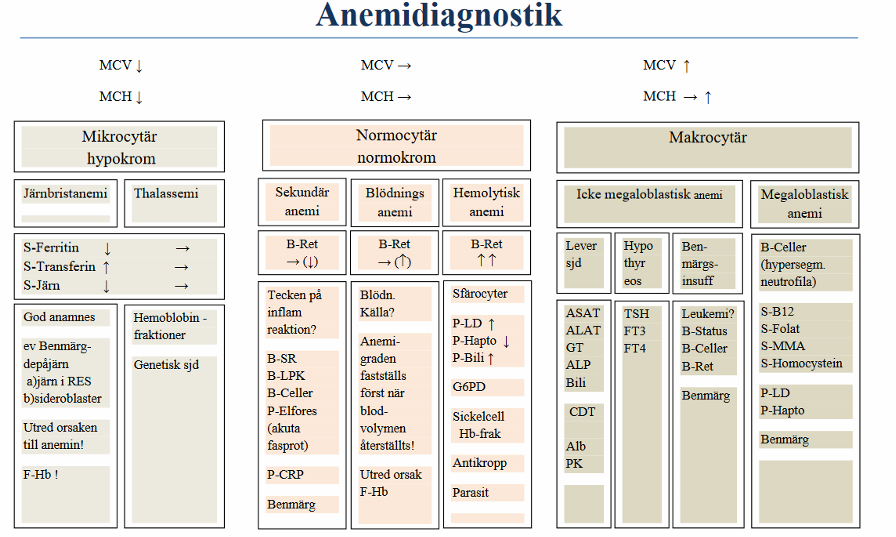 Anemidiagnostik
MCV ↓
MCH ↓
MCV →
MCH →
MCV ↑
MCH → ↑
Mikrocytär
hypokrom
Järnbristanemi
Thalassemi
S-Ferritin ↓ →
S-Transferin ↑ →
S-Järn ↓ →
God anamnes
ev Benmärg-
depåjärn
a)järn i RES
b)sideroblaster
Utred orsaken
till anemin!
F-Hb !
Hemoblobin -
fraktioner
Genetisk sjd
Normocytär
normokrom
Sekundär
anemi
Blödnings
anemi
Hemolytisk
anemi
B-Ret
→ (↓)
B-Ret
→ (↑)
B-Ret
↑ ↑
Tecken på
inflam
reaktion?
B-SR
B-LPK
B-Celler
P-Elfores
(akuta
fasprot)
P-CRP
Benmärg
Blödn.
Källa?
Anemi-
graden
fastställs
först när
blod-
volymen
återställts!
Utred orsak
F-Hb
Sfärocyter
P-LD ↑
P-Hapto ↓
P-Bili ↑
G6PD
Sickelcell
Hb-frak
Antikropp
Parasit
Makrocytär
Icke megaloblastisk anemi
Megaloblastisk
anemi
Lever
sjd
Hypo
thyr
eos
Ben-
märgs-
insuff
ASAT
ALAT
GT
ALP
Bili
CDT
Alb
PK
TSH
FT3
FT4
Leukemi?
B-Status
B-Celler
B-Ret
Benmärg
B-Celler
(hypersegm.
neutrofila)
S-B12
S-Folat
S-MMA
S-Homocystein
P-LD
P-Hapto
Benmärg